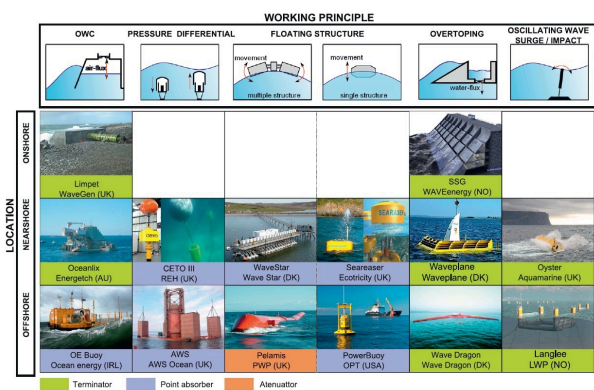 WORKING PRINCIPLE
OWC
PRESSURE DIFFERENTIAL
FLOATING STRUCTURE
OVERTOPING
OSCILLATING WAVE
SURGE / IMPACT
air-flux
movement
multiple structure
movement
single structure
water-flux
LOCATION
ONSHORE
Limpet
WaveGen (UK)
SSG
WAVEenergy (NO)
NEARSHORE
CETO
SEAREASER
Oceanlix
Energetch (AU)
CETO III
REH (UK)
WaveStar
Wave Star (DK)
Seareaser
Ecotricity (UK)
Waveplane
Waveplane (DK)
Oyster
Aquamarine (UK)
OFFSHORE
OE Buoy
Ocean energy (IRL)
AWS
AWS Ocean (UK)
Pelamis
PWP (UK)
PowerBuoy
OPT (USA)
Wave Dragon
Wave Dragon (DK)
Langlee
LWP (NO)
Terminator
Point absorber
Atenuattor